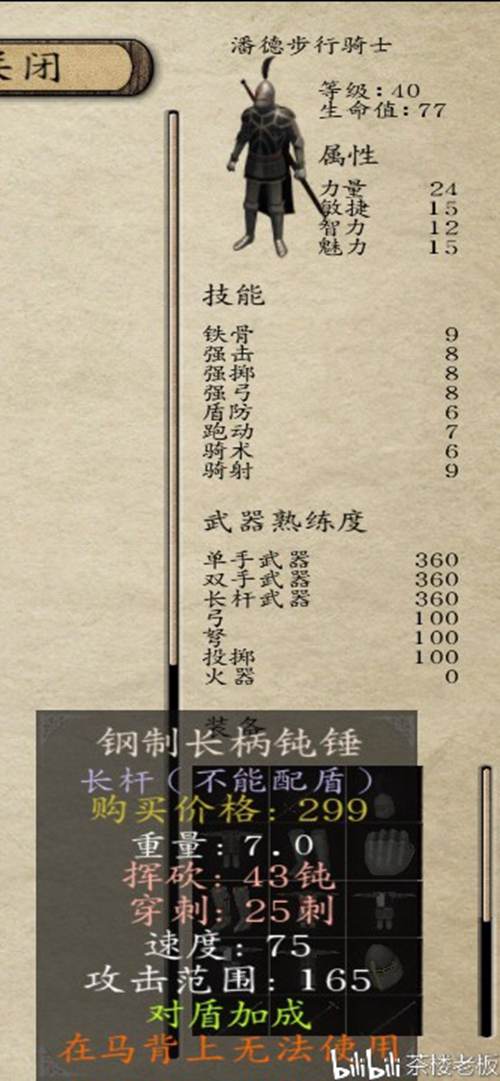 潘德步行骑士
关闭
等级:40
生命值:77
属性
力量 24
敏捷 15
智力 12
魅力 15
技能
铁骨 9
强击 8
强掷 8
强弓 8
盾防 6
跑动 7
骑术 6
骑射 9
武器熟练度
单手武器 360
双手武器 360
长杆武器 360
弓 100
弩 100
投掷 100
火器 0
装备
钢制长柄钝锤
长杆(不能配盾)
购买价格:299
重量:7.0
挥砍:43钝
穿刺:25刺
速度:75
攻击范围:165
对盾加成
在马背上无法使用
bilibili 茶楼老板